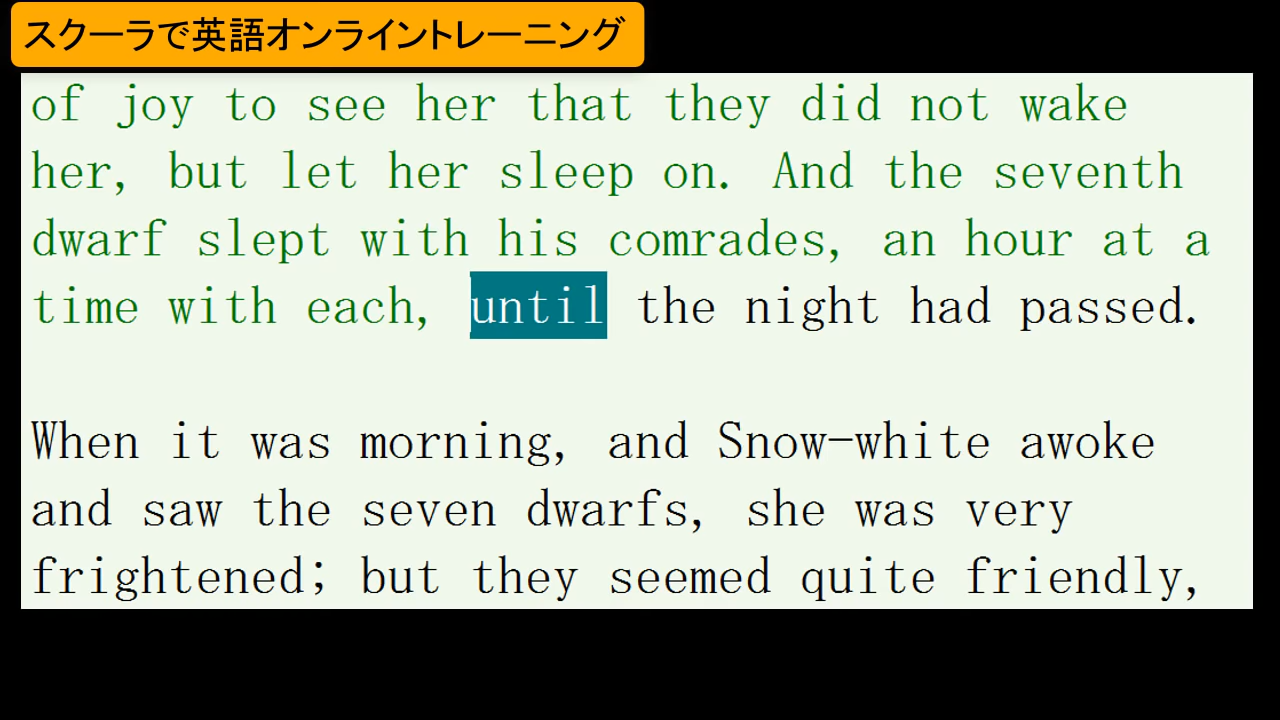 スクーラで英語オンライントレーニング
of joy to see her that they did not wake
her, but let her sleep on. And the seventh
dwarf slept with his comrades, an hour at a
time with each, until the night had passed.
When it was morning, and Snow-white awoke
and saw the seven dwarfs, she was very
frightened; but they seemed quite friendly,